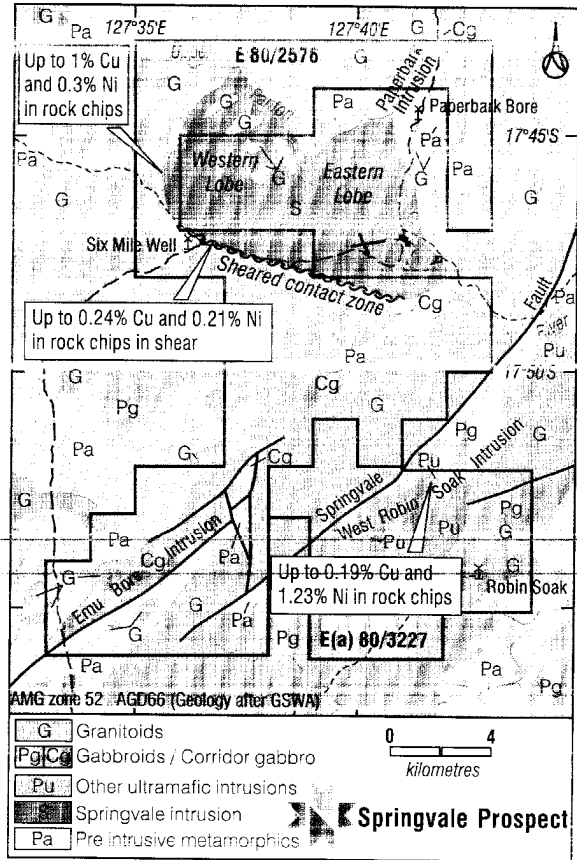 127°35'E
127°40'E
G
Pa
G
Cg
E 80/2576
Up to 1% Cu
and 0.3% Ni
in rock chips
Paperbark
Intrusion
Paperbark Bore
17°45'S
G
G
G
G
Pa
Pa
Pa
Pa
Western
Lobe
Eastern
Lobe
G
G
G
G
S
Six Mile Well
Sheared contact zone
Cg
Fault
Pa
River
Pu
Up to 0.24% Cu and 0.21% Ni
in rock chips in shear
Pa
17°50'S
Cg
G
Pg
G
Pg
G
Pa
G
Cg
Pu
Springvale
West Robin Soak Intrusion
Pg
Pu
Pu
G
G
G
Pa
Cg
Emu Bore Intrusion
Pa
Up to 0.19% Cu and
1.23% Ni in rock chips
Robin Soak
G
G
G
Pa
Pg
E(a) 80/3227
Pa
Pa
Pg
AMG zone 52 AGD66 (Geology after GSWA)
G Granitoids
Pg Cg Gabbroids / Corridor gabbro
Pu Other ultramafic intrusions
S Springvale intrusion
Pa Pre intrusive metamorphics
0 4
kilometres
Springvale Prospect